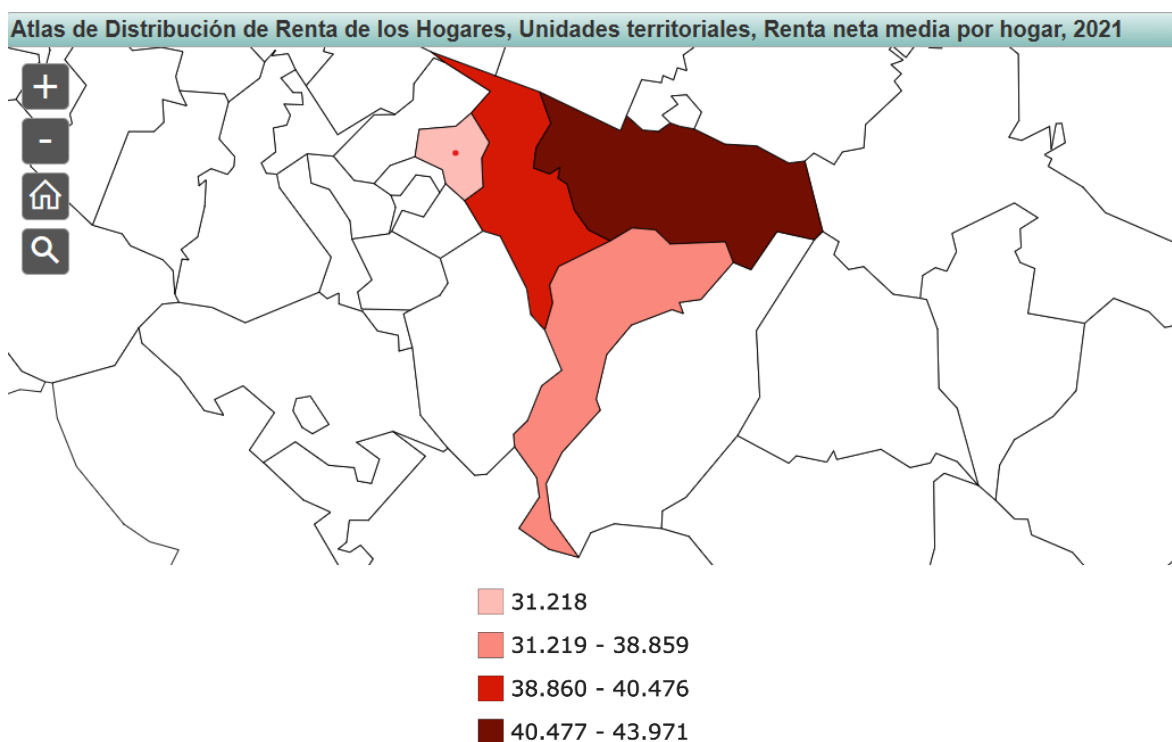 Atlas de Distribución de Renta de los Hogares, Unidades territoriales, Renta neta media por hogar, 2021
+
-
31.218
31.219 - 38.859
38.860 - 40.476
40.477 - 43.971